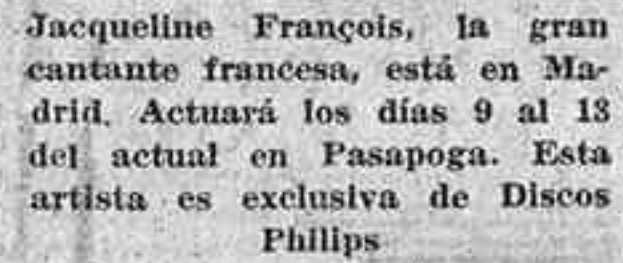 Jacqueline François, la gran
cantante francesa, está en Ma-
drid. Actuará los días 9 al 13
del actual en Pasapoga. Esta
artista es exclusiva de Discos
Philips